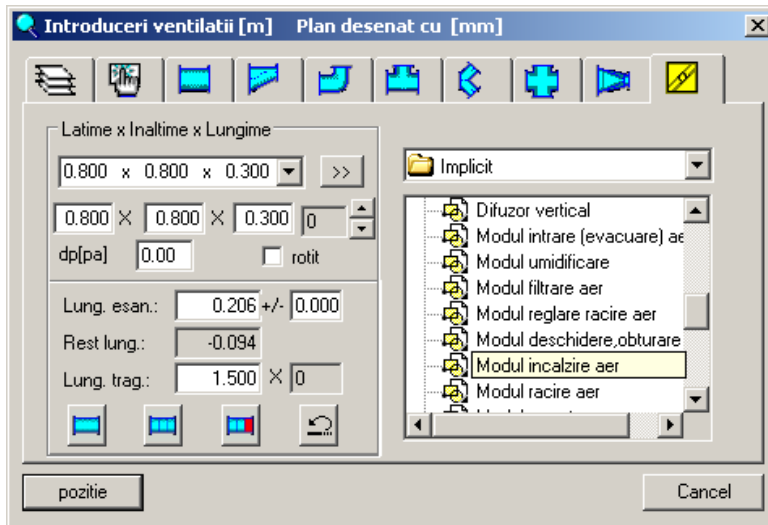 Introduceri ventilatii [m] Plan desenat cu [mm]
Latime x Inaltime x Lungime
0.800 x 0.800 x 0.300 >>
0.800 X 0.800 X 0.300 0
dp[pa] 0.00 rotit
Lung. esan.: 0.206 +/- 0.000
Rest lung.: -0.094
Lung. trag.: 1.500 X 0
Implicit
Difuzor vertical
Modul intrare (evacuare) ae
Modul umidificare
Modul filtrare aer
Modul reglare racire aer
Modul deschidere,obturare
Modul incalzire aer
Modul racire aer
pozitie
Cancel